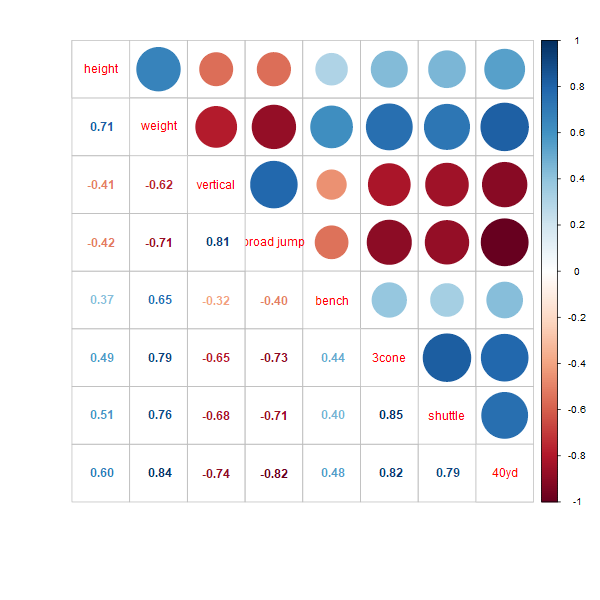 height
0.71 weight
-0.41 -0.62 vertical
-0.42 -0.71 0.81 broad jump
0.37 0.65 -0.32 -0.40 bench
0.49 0.79 -0.65 -0.73 0.44 3cone
0.51 0.76 -0.68 -0.71 0.40 0.85 shuttle
0.60 0.84 -0.74 -0.82 0.48 0.82 0.79 40yd
1
0.8
0.6
0.4
0.2
0
-0.2
-0.4
-0.6
-0.8
-1